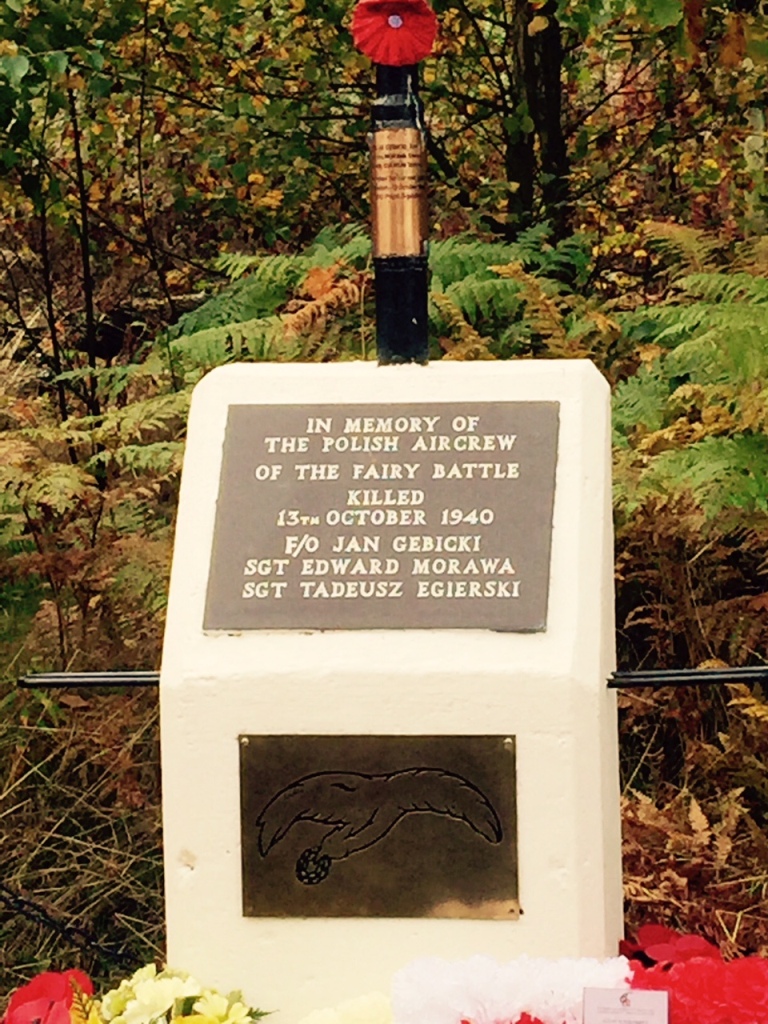 IN MEMORY OF
THE POLISH AIRCREW
OF THE FAIRY BATTLE
KILLED
13TH OCTOBER 1940
F/O JAN GEBICKI
SGT EDWARD MORAWA
SGT TADEUSZ EGIERSKI